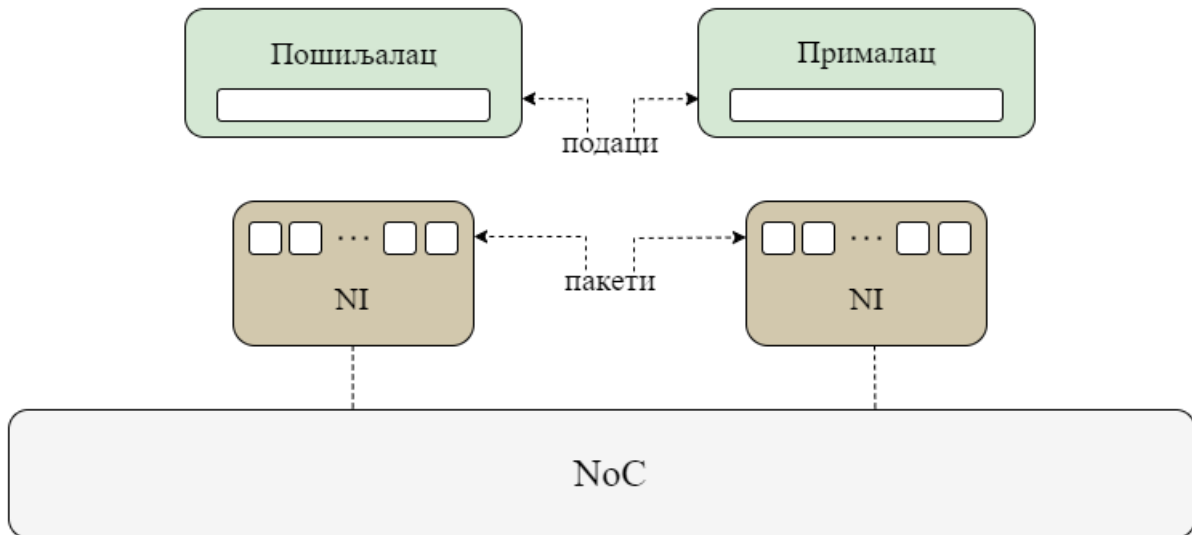 Пошиљалац
Прималац
подаци
пакети
NI
NI
NoC